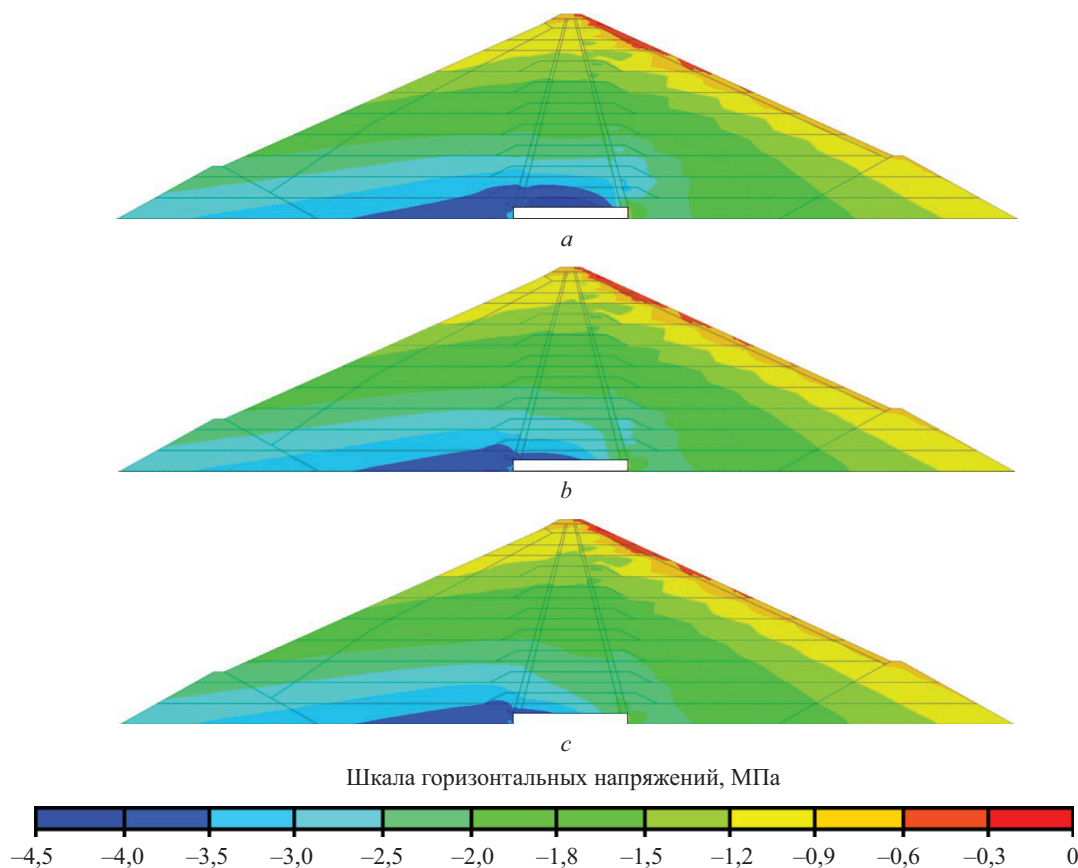 a
b
c
Шкала горизонтальных напряжений, МПа
–4,5 –4,0 –3,5 –3,0 –2,5 –2,0 –1,8 –1,5 –1,2 –0,9 –0,6 –0,3 0